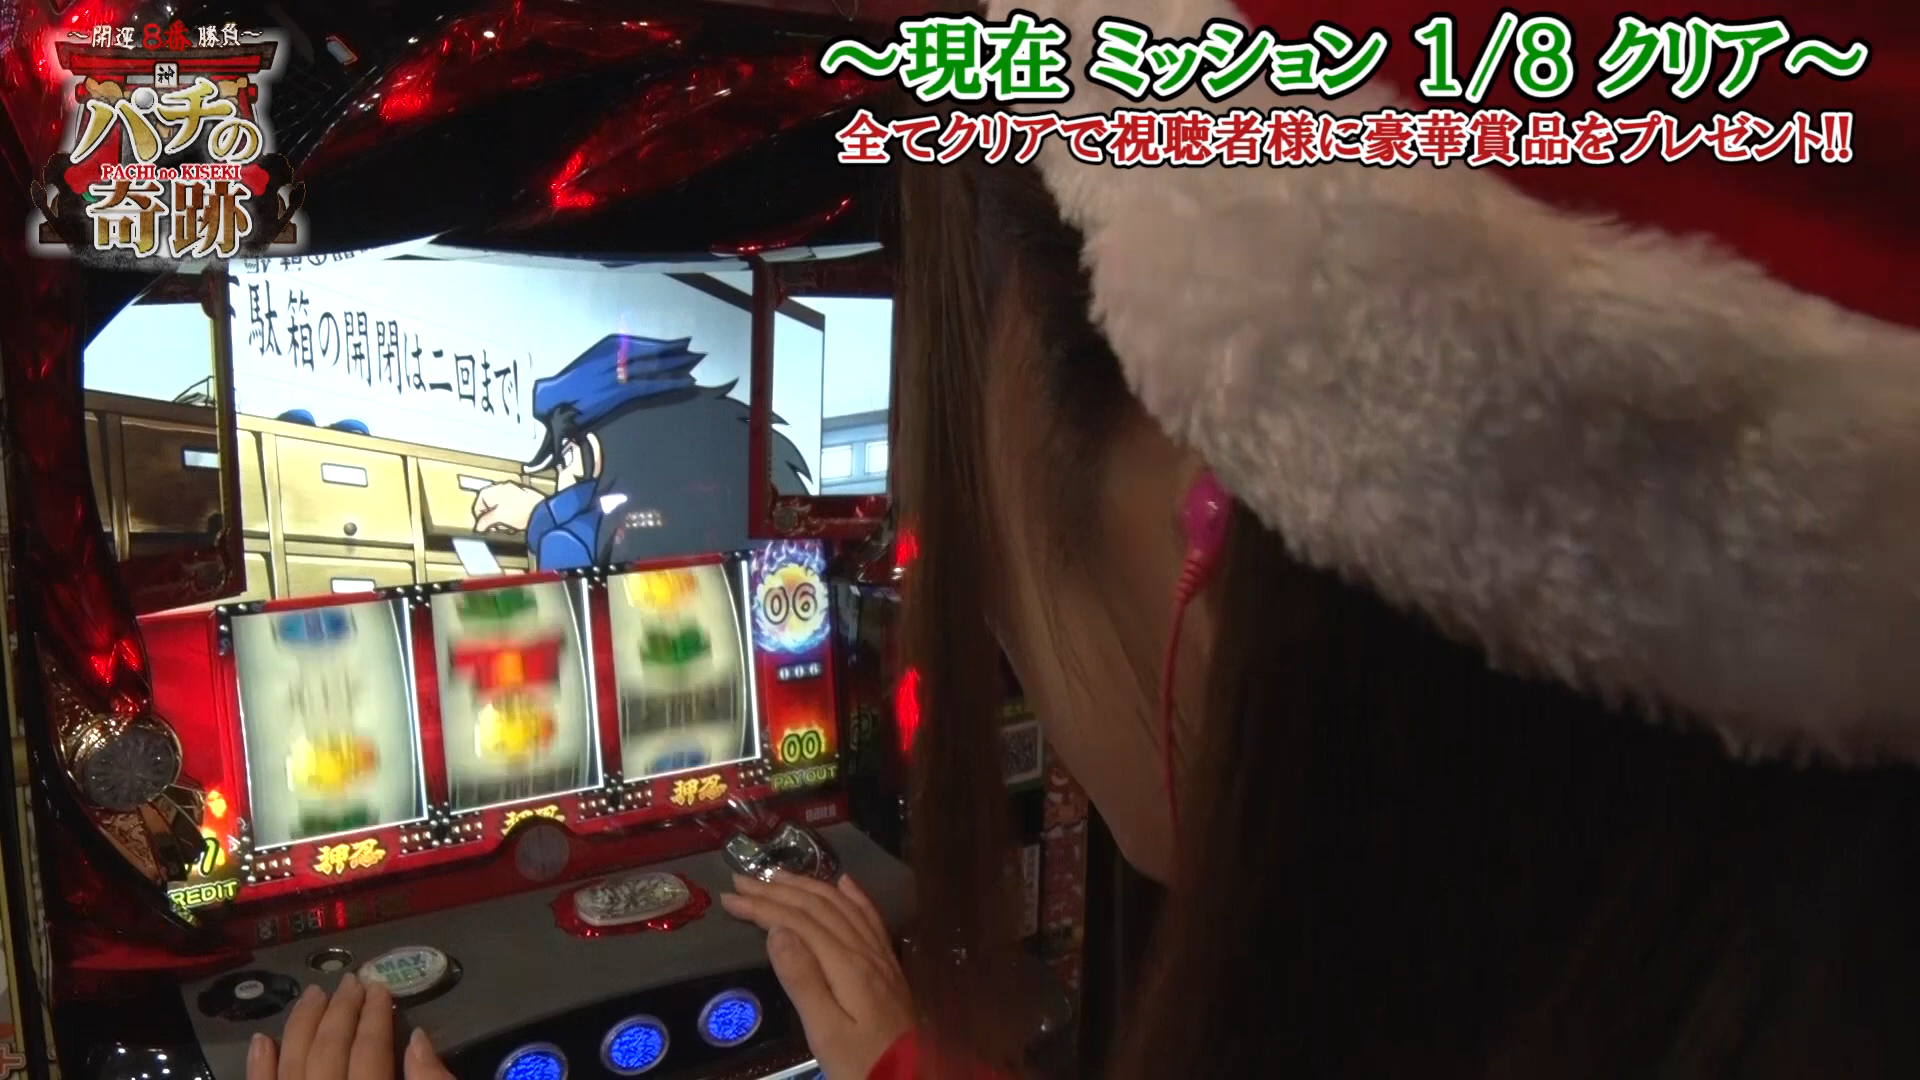 ～開運8番勝負～
神
パチの
PACHI no KISEKI
奇跡
～現在 ミッション 1/8 クリア～
全てクリアで視聴者様に豪華賞品をプレゼント!!
駄箱の開閉は二回まで!
06
006
00
PAY OUT
押忍
押忍
押忍
REDIT
MAX
BET